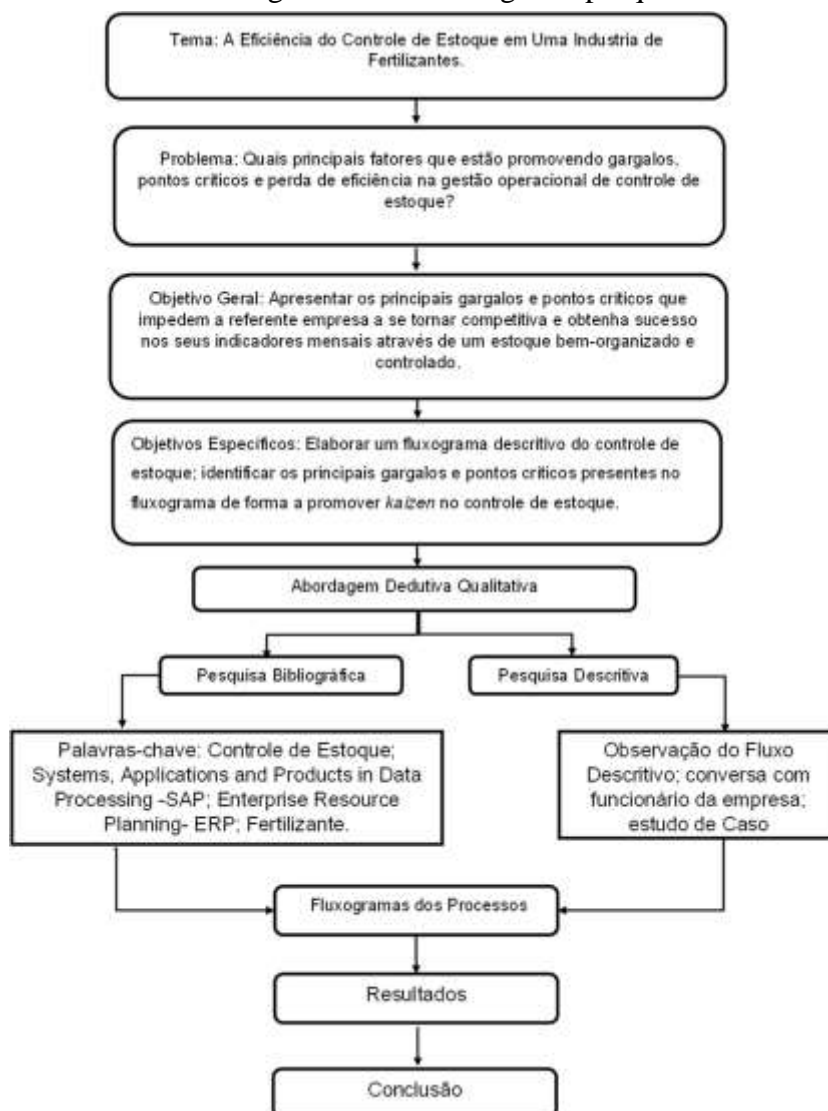 Tema: A Eficiência do Controle de Estoque em Uma Industria de
Fertilizantes.
Problema: Quais principais fatores que estão promovendo gargalos,
pontos críticos e perda de eficiência na gestão operacional de controle de
estoque?
Objetivo Geral: Apresentar os principais gargalos e pontos críticos que
impedem a referente empresa a se tornar competitiva e obtenha sucesso
nos seus indicadores mensais através de um estoque bem-organizado e
controlado.
Objetivos Específicos: Elaborar um fluxograma descritivo do controle de
estoque; identificar os principais gargalos e pontos críticos presentes no
fluxograma de forma a promover kaizen no controle de estoque.
Abordagem Dedutiva Qualitativa
Pesquisa Bibliográfica
Pesquisa Descritiva
Palavras-chave: Controle de Estoque;
Systems, Applications and Products in Data
Processing -SAP; Enterprise Resource
Planning- ERP; Fertilizante.
Observação do Fluxo
Descritivo; conversa com
funcionário da empresa;
estudo de Caso
Fluxogramas dos Processos
Resultados
Conclusão